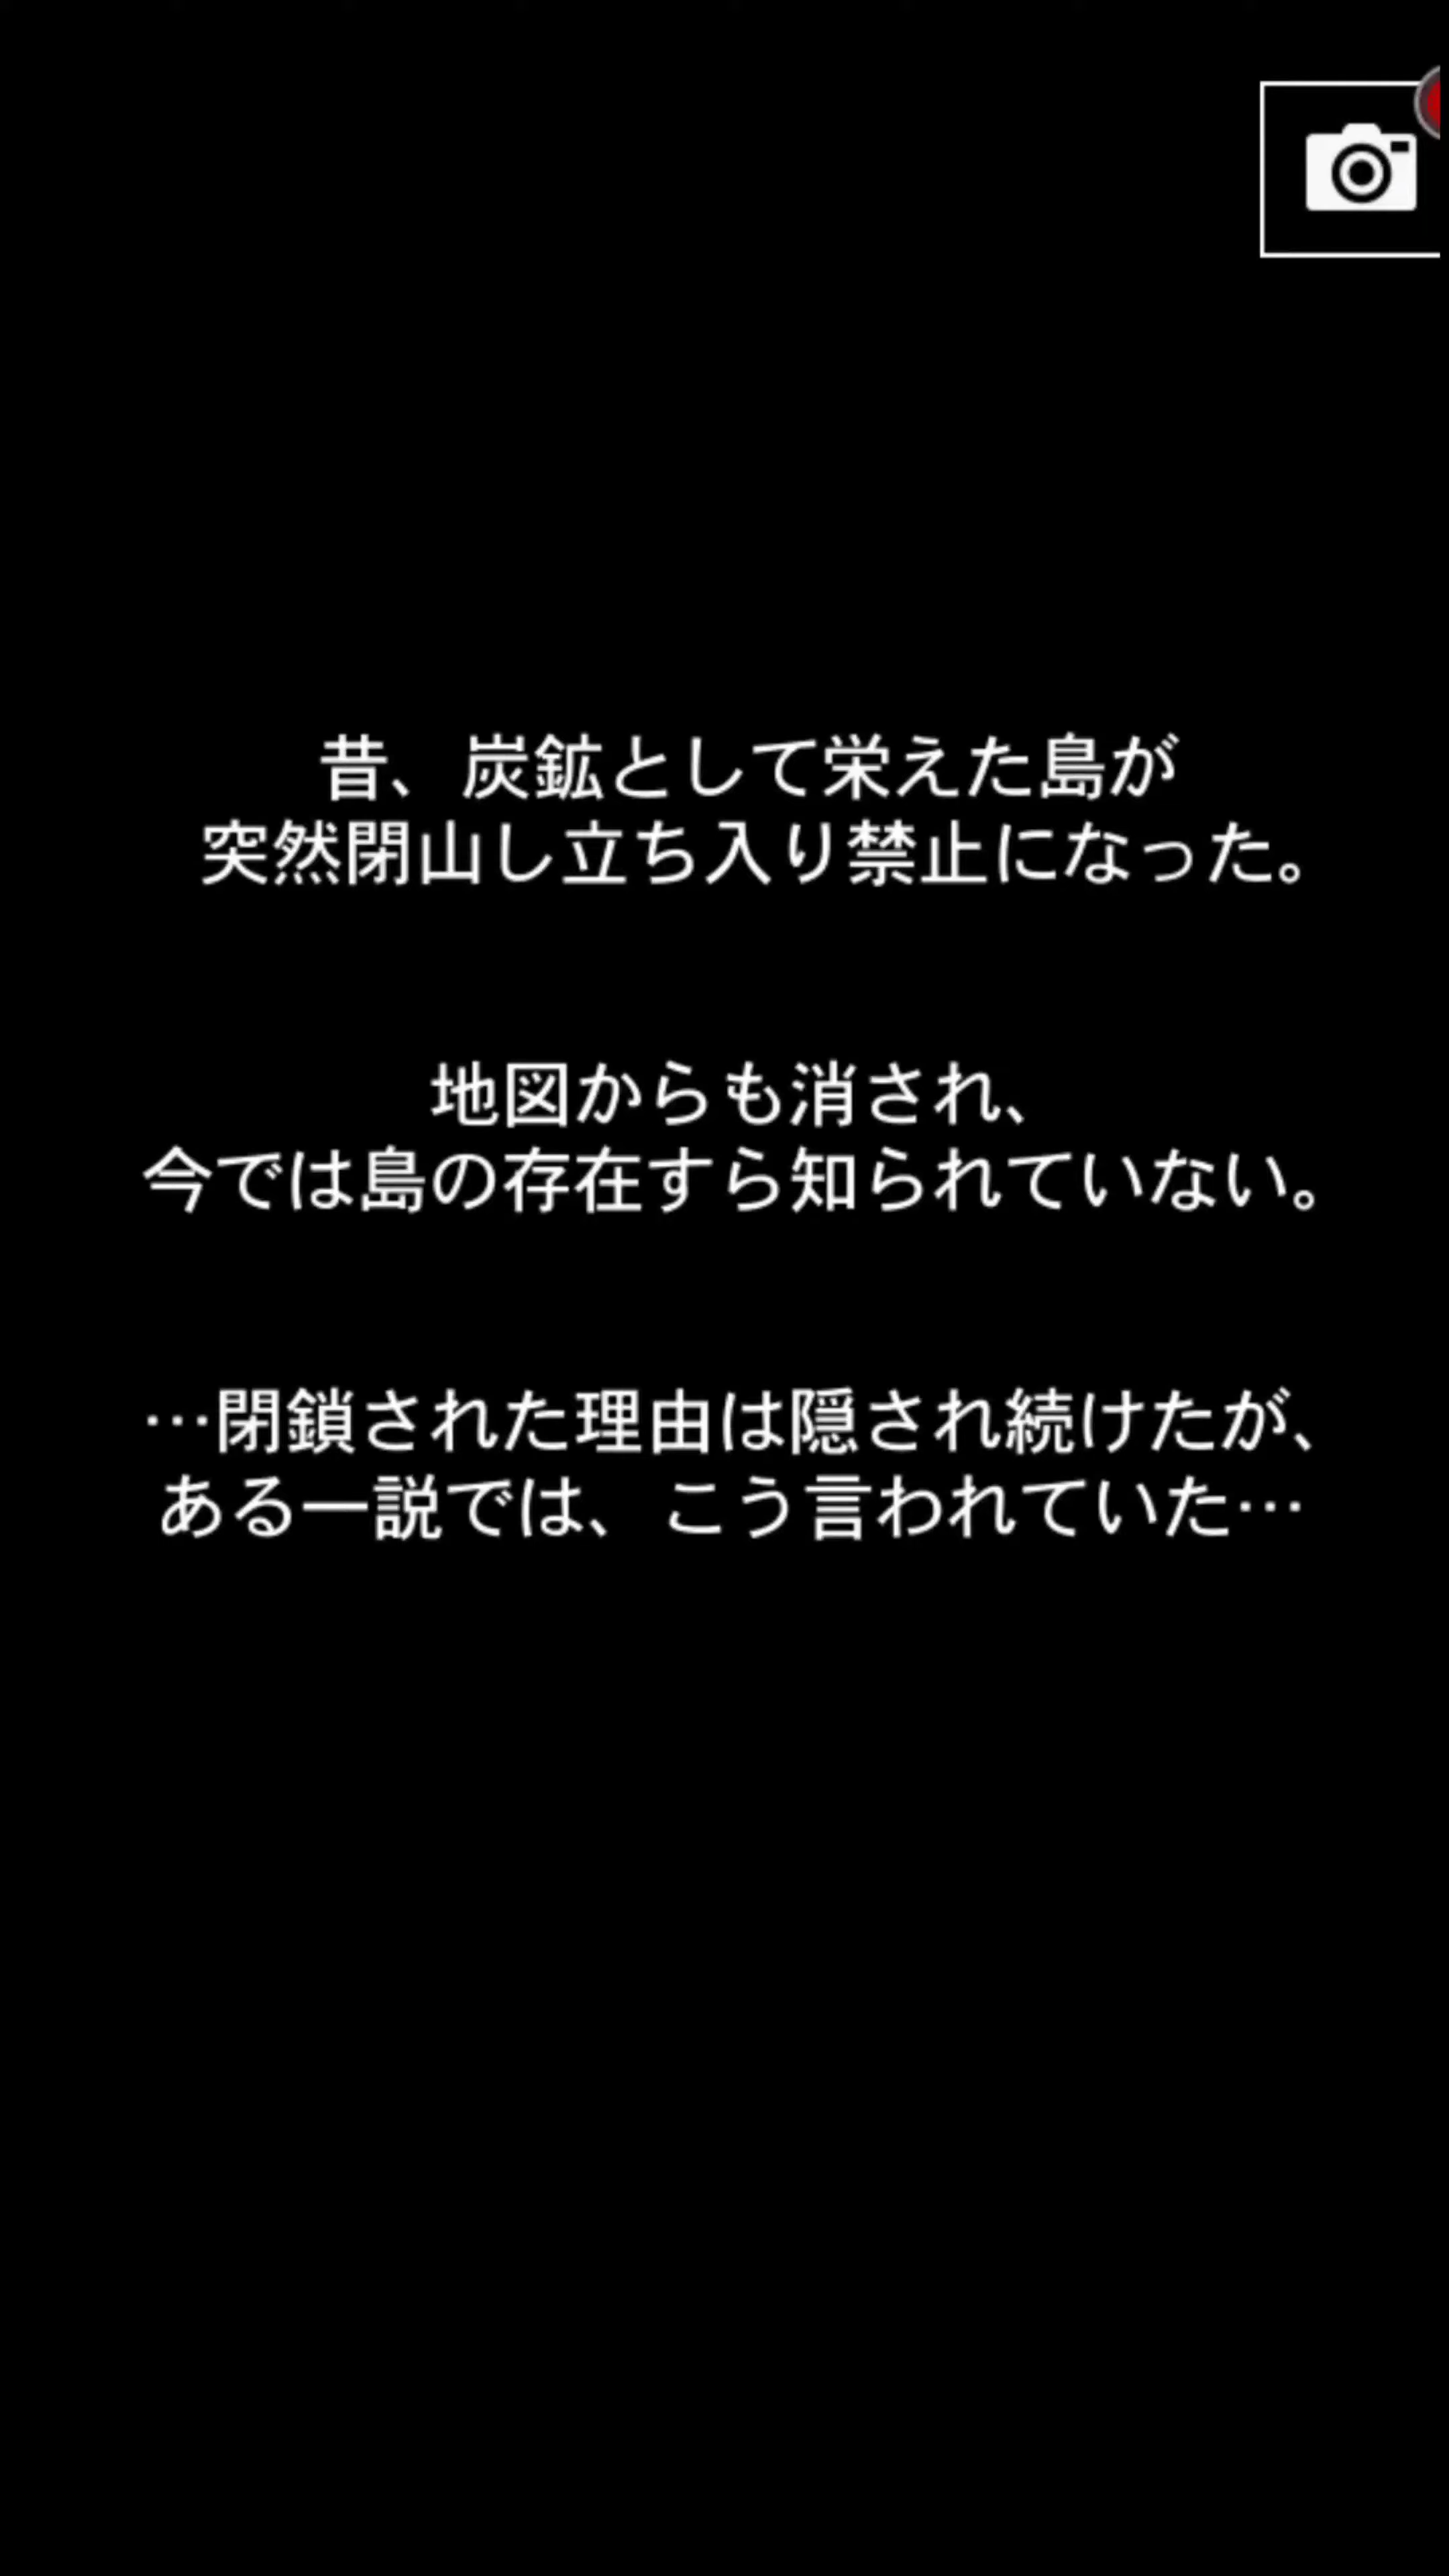 昔、炭鉱として栄えた島が
突然閉山し立ち入り禁止になった。
地図からも消され、
今では島の存在すら知られていない。
…閉鎖された理由は隠され続けたが、
ある一説では、こう言われていた…